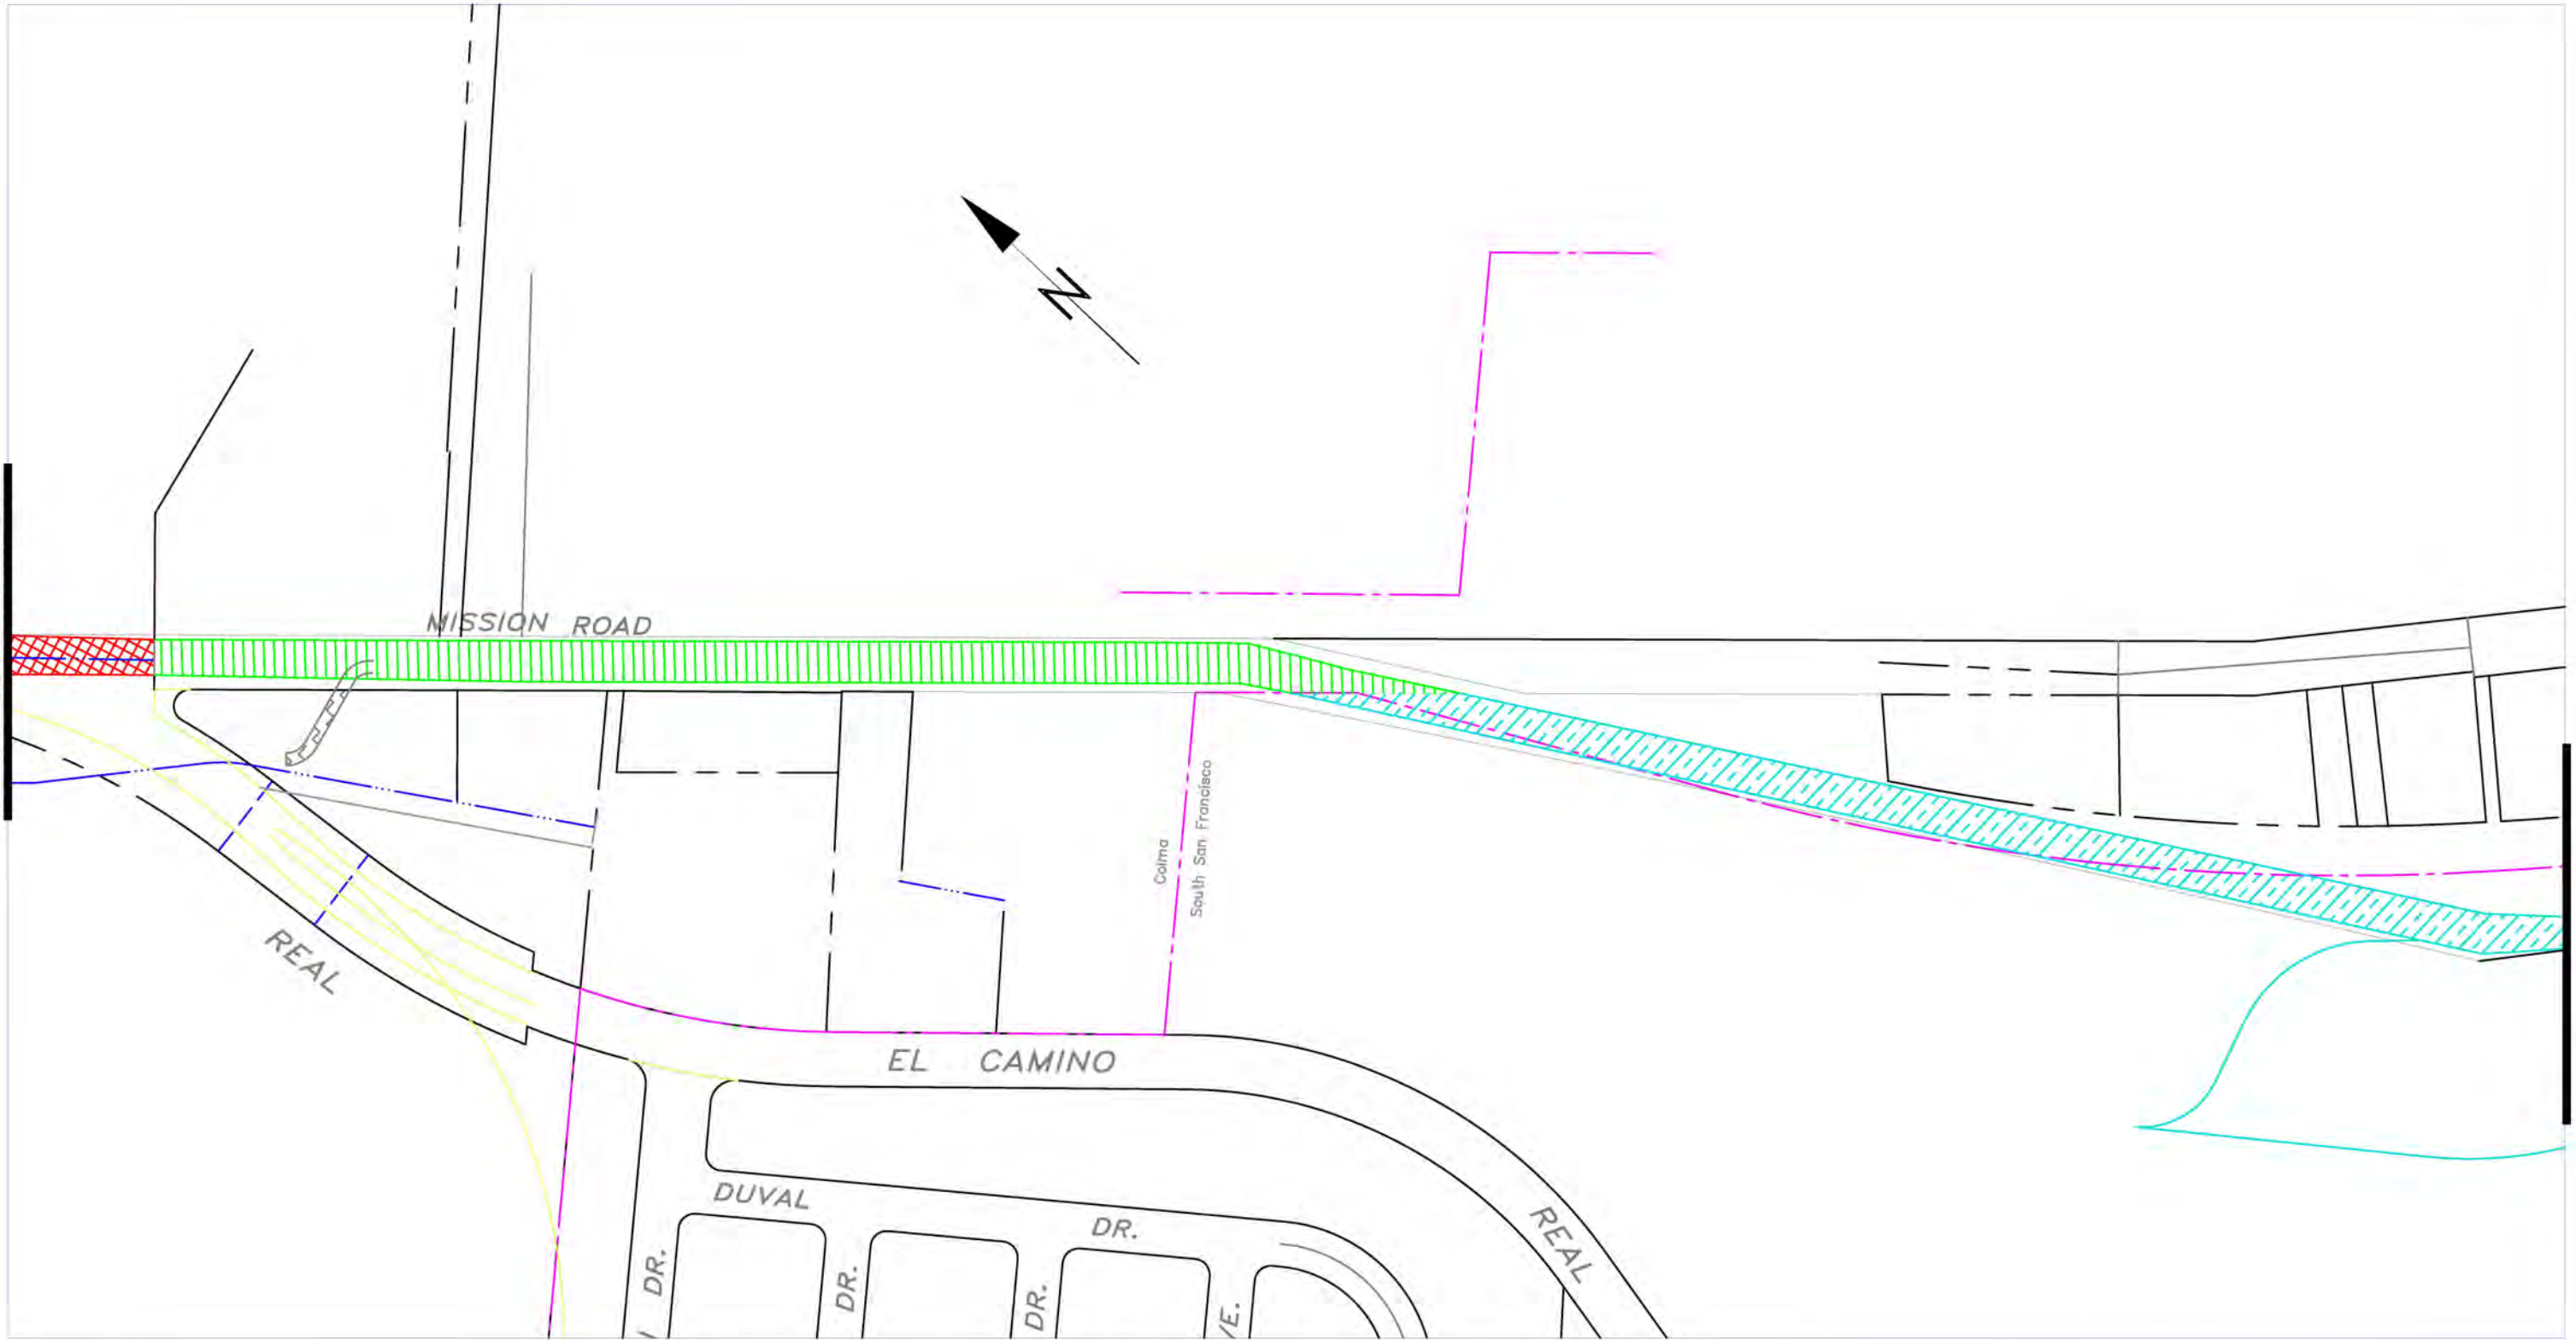 N
MISSION ROAD
Colma
South San Francisco
REAL
EL CAMINO
DUVAL
DR.
REAL
DR.
DR.
DR.